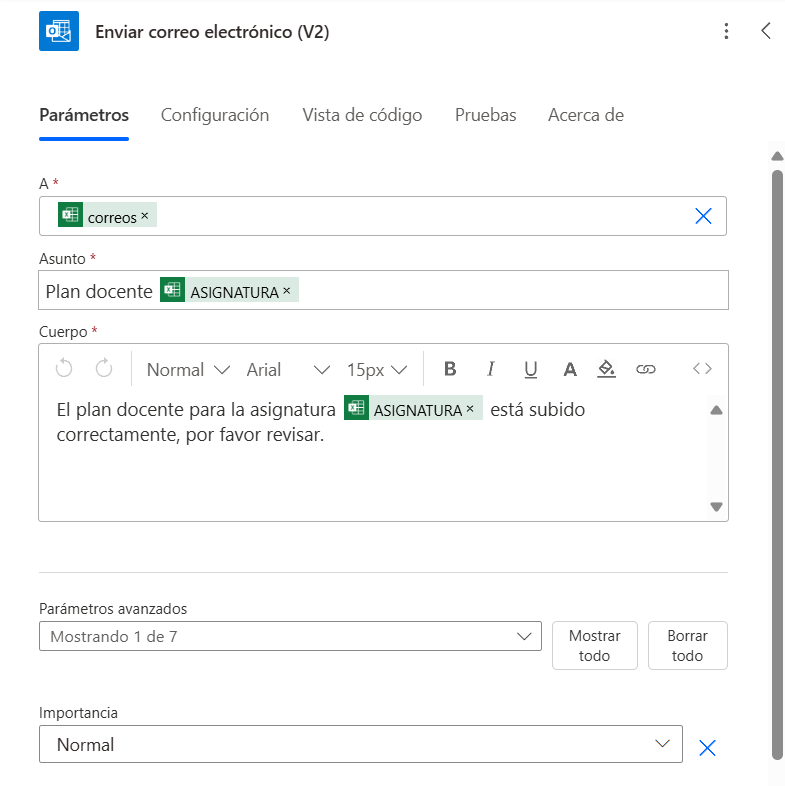 Enviar correo electrónico (V2)
Parámetros Configuración Vista de código Pruebas Acerca de
A *
correos ×
Asunto *
Plan docente ASIGNATURA ×
Cuerpo *
Normal Arial 15px B I U A
El plan docente para la asignatura ASIGNATURA × está subido
correctamente, por favor revisar.
Parámetros avanzados
Mostrando 1 de 7
Mostrar
todo
Borrar
todo
Importancia
Normal